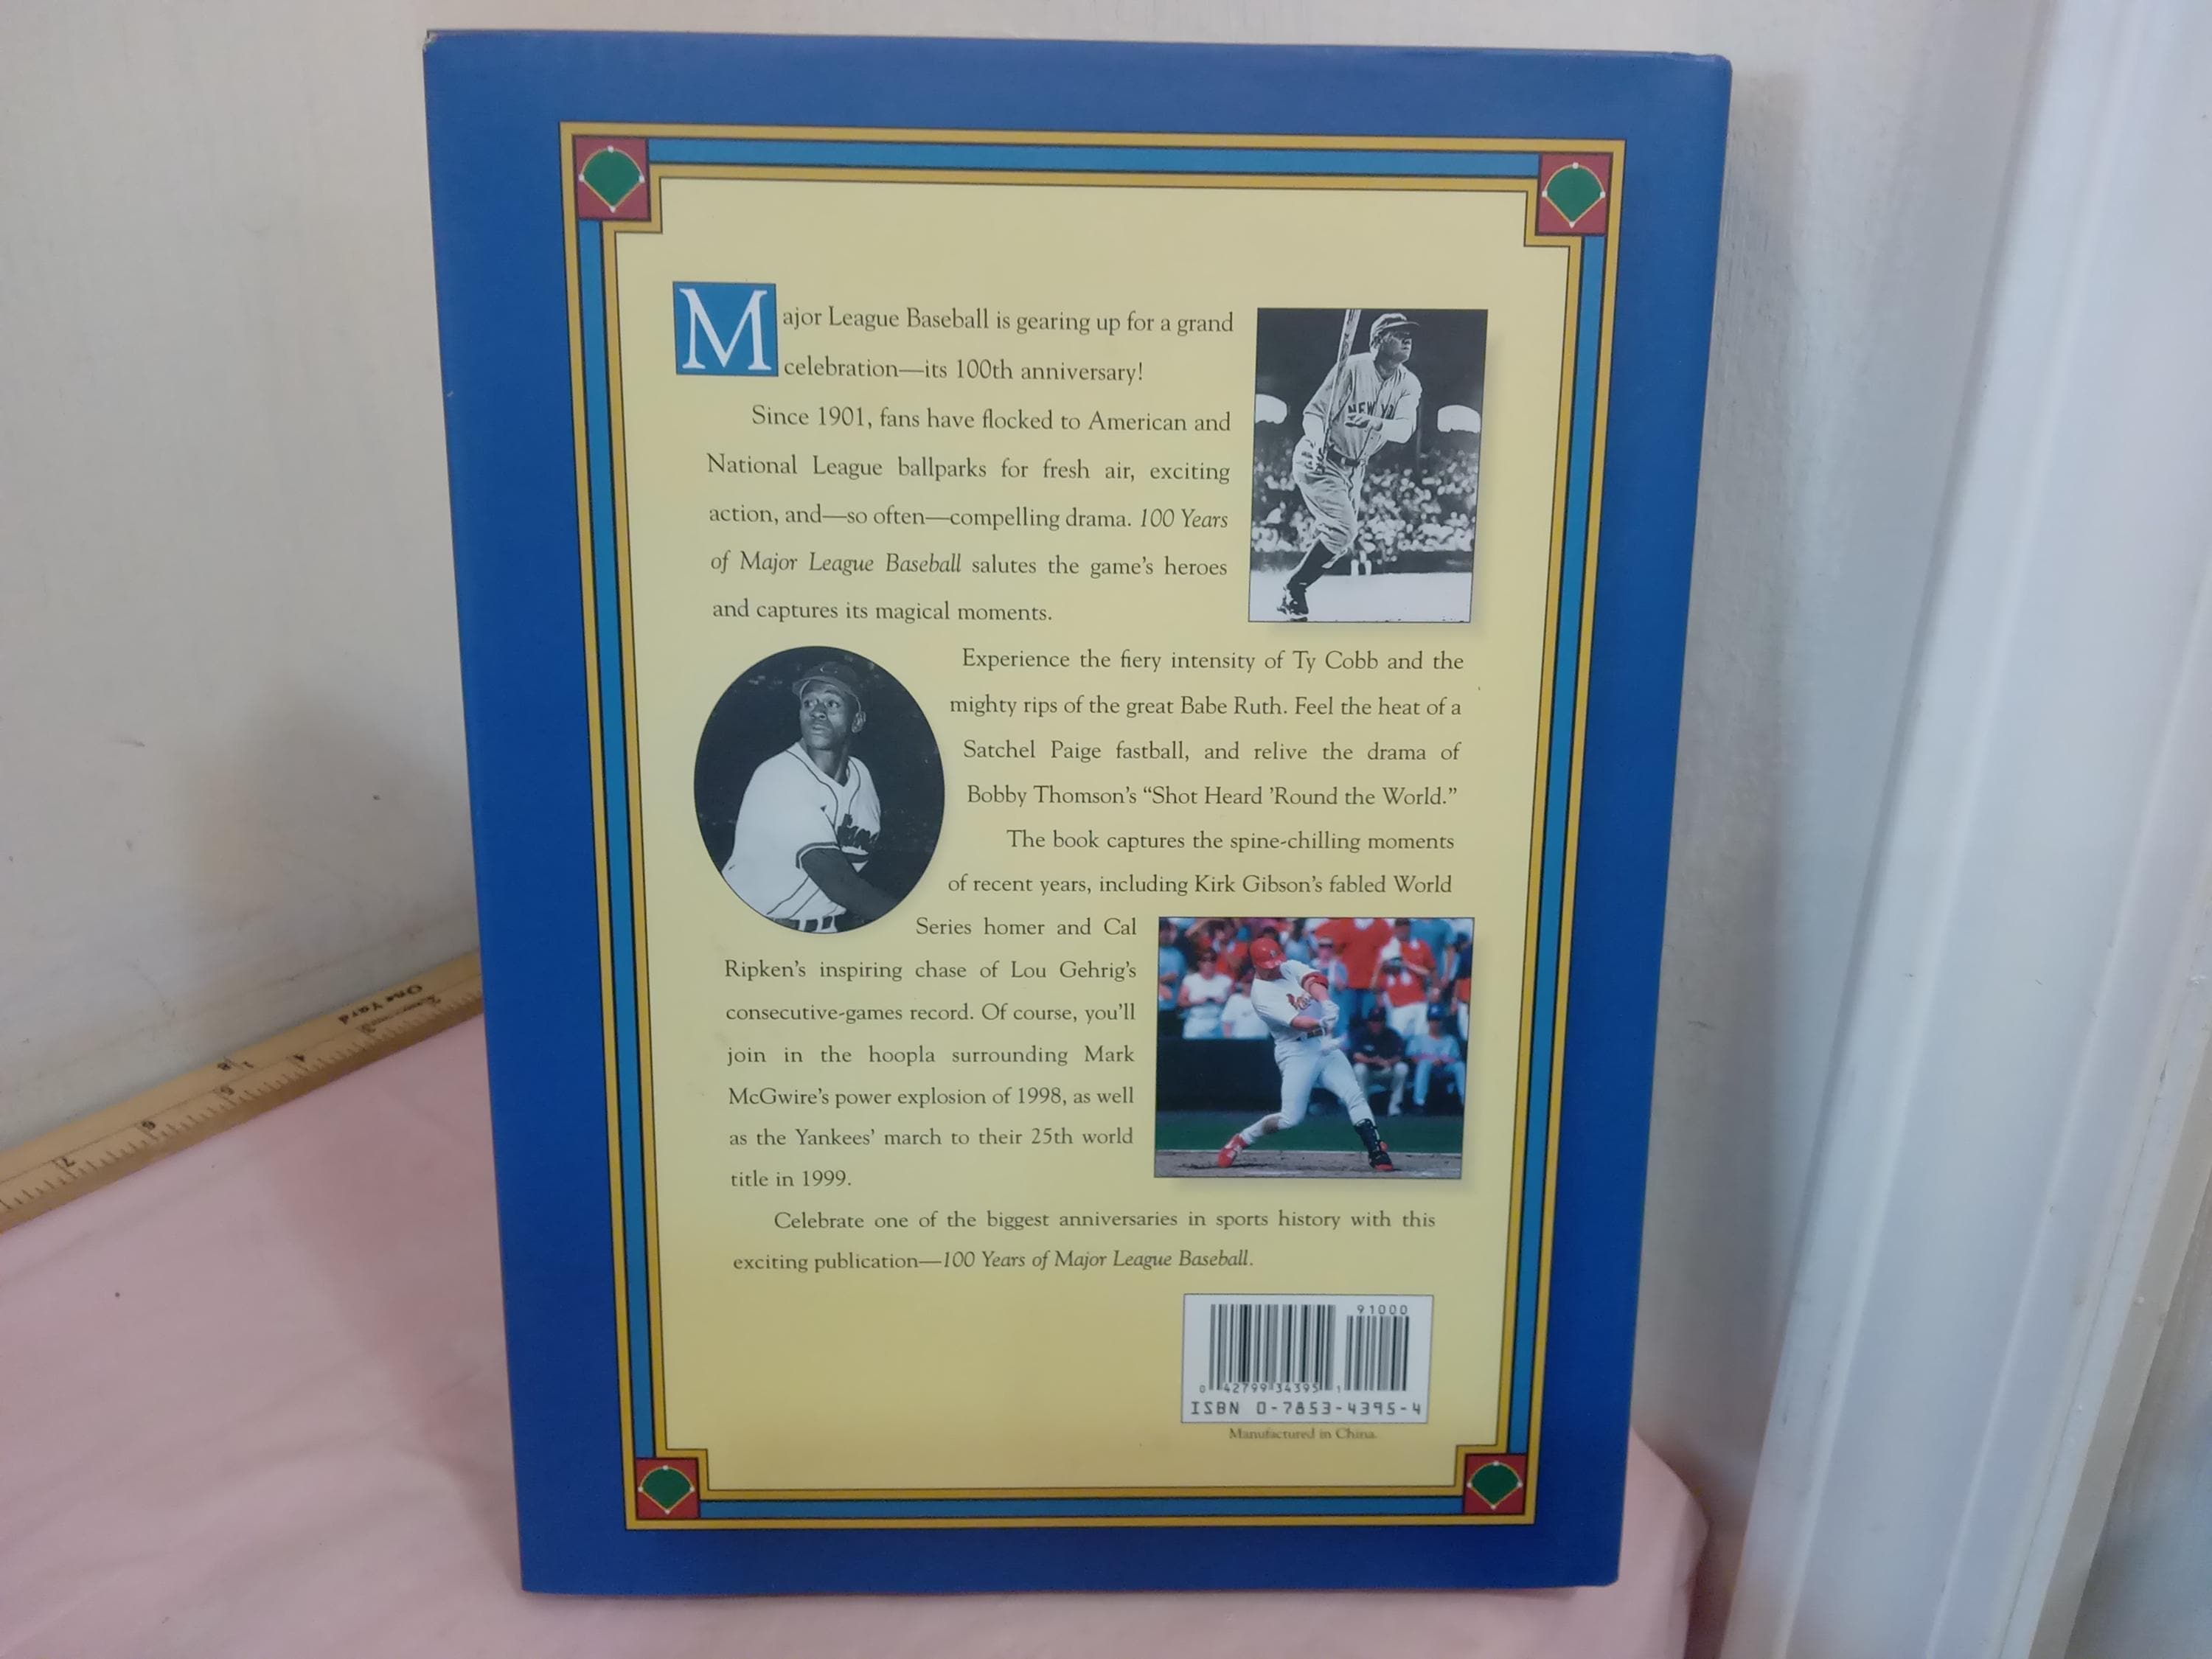 Major League Baseball is gearing up for a grand
celebration—its 100th anniversary!
Since 1901, fans have flocked to American and
National League ballparks for fresh air, exciting
action, and—so often—compelling drama. 100 Years
of Major League Baseball salutes the game's heroes
and captures its magical moments.
NEW YO
Experience the fiery intensity of Ty Cobb and the
mighty rips of the great Babe Ruth. Feel the heat of a
Satchel Paige fastball, and relive the drama of
Bobby Thomson's “Shot Heard ’Round the World.”
The book captures the spine-chilling moments
of recent years, including Kirk Gibson's fabled World
Series homer and Cal
Ripken's inspiring chase of Lou Gehrig's
consecutive-games record. Of course, you'll
join in the hoopla surrounding Mark
McGwire's power explosion of 1998, as well
as the Yankees' march to their 25th world
title in 1999.
Celebrate one of the biggest anniversaries in sports history with this
exciting publication—100 Years of Major League Baseball.
91000
0 42799 34395 1
ISBN 0-7853-4395-4
Manufactured in China.
One Yard
4
5
6
7